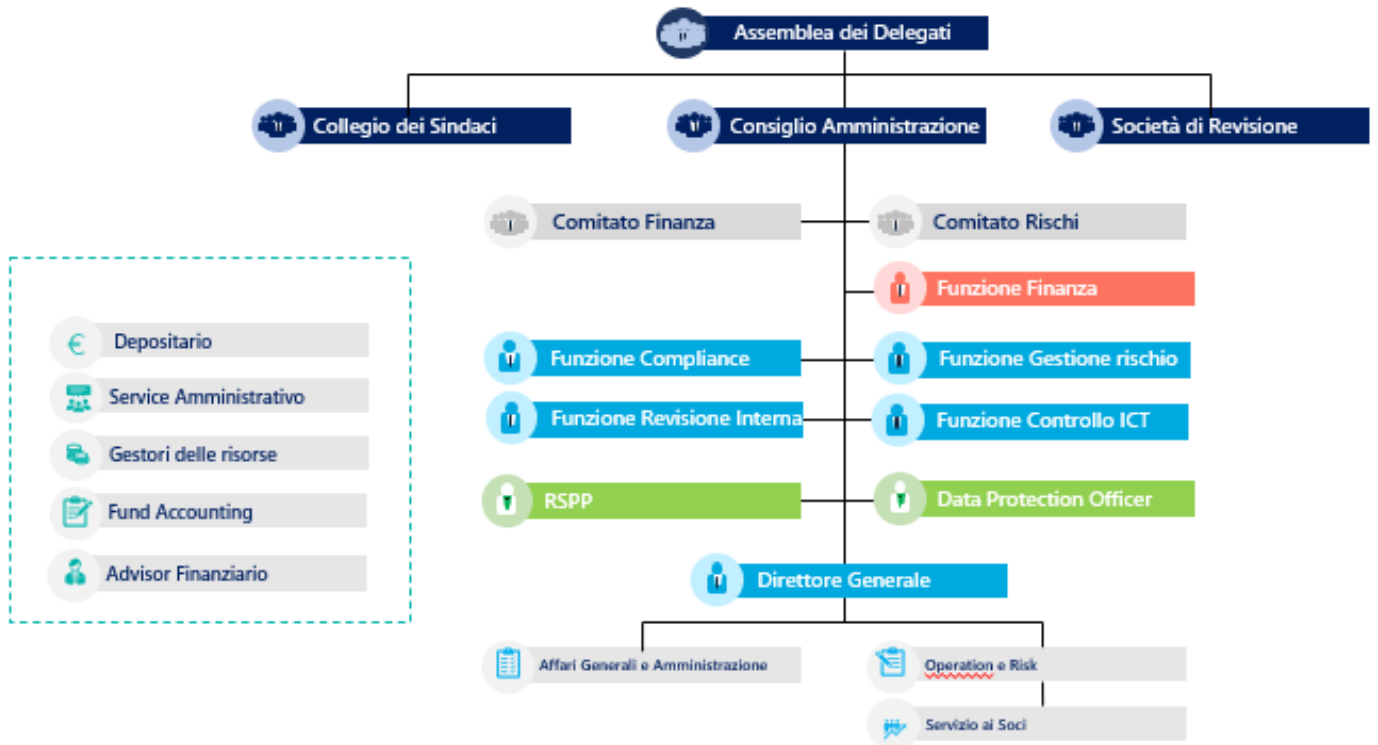 Assemblea dei Delegati
Collegio dei Sindaci
Consiglio Amministrazione
Società di Revisione
Comitato Finanza
Comitato Rischi
Funzione Finanza
Funzione Compliance
Funzione Gestione rischio
Funzione Revisione Interna
Funzione Controllo ICT
RSPP
Data Protection Officer
Direttore Generale
Affari Generali e Amministrazione
Operation e Risk
Servizio ai Soci
€
Depositario
Service Amministrativo
Gestori delle risorse
Fund Accounting
Advisor Finanziario